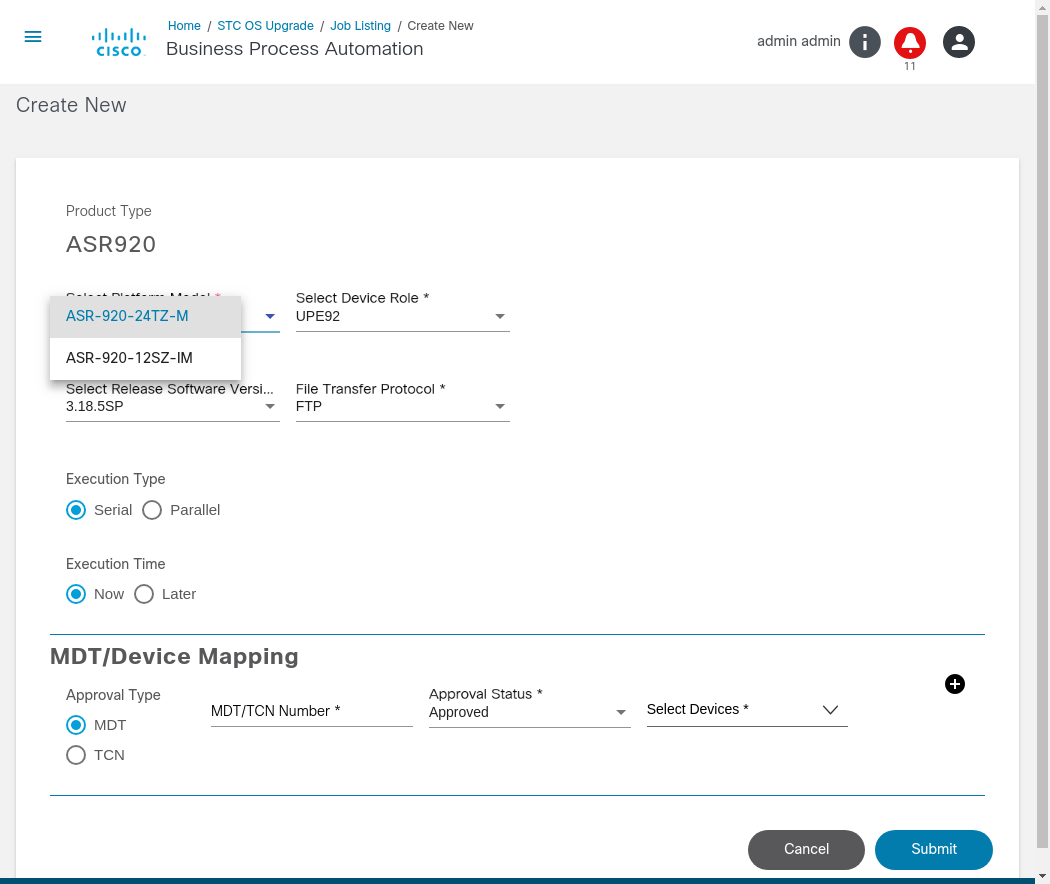 Home / STC OS Upgrade / Job Listing / Create New
CISCO
Business Process Automation
admin admin
11
Create New
Product Type
ASR920
Select Platform Model *
Select Device Role *
ASR-920-24TZ-M
UPE92
ASR-920-12SZ-IM
Select Release Software Versi...
File Transfer Protocol *
3.18.5SP
FTP
Execution Type
Serial
Parallel
Execution Time
Now
Later
MDT/Device Mapping
Approval Type
Approval Status *
MDT/TCN Number *
Approved
Select Devices *
MDT
TCN
Cancel
Submit